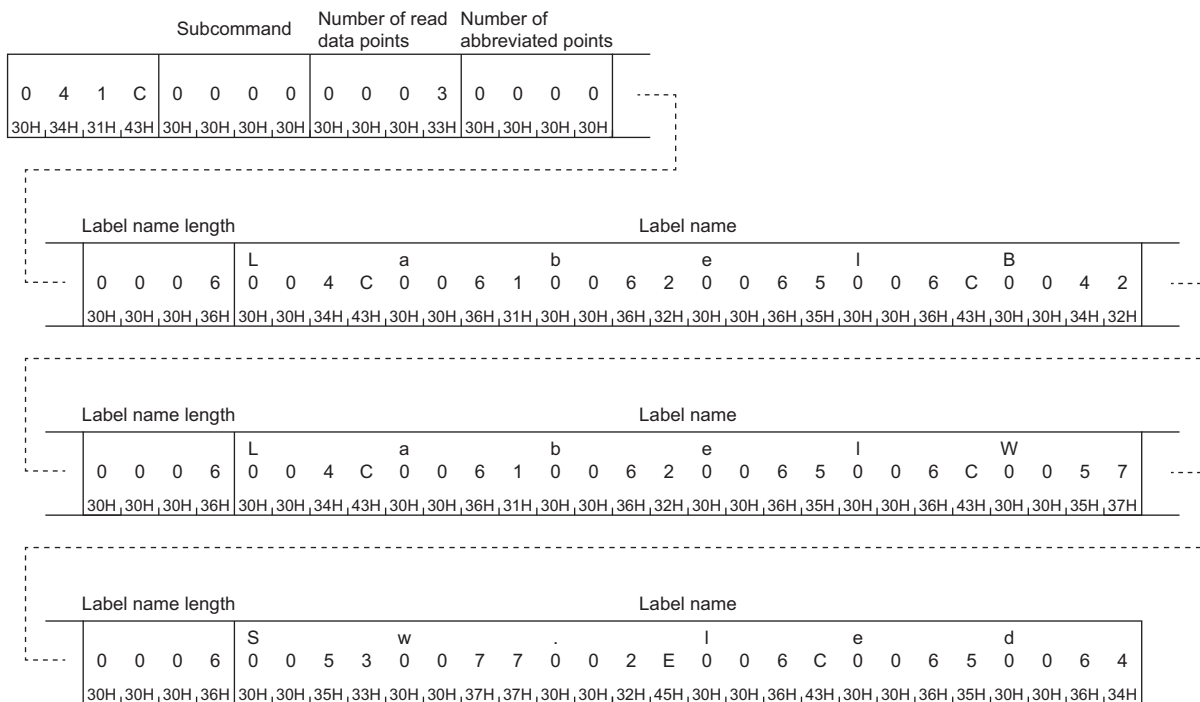 Subcommand Number of read data points Number of abbreviated points
0 4 1 C 0 0 0 0 0 0 0 3 0 0 0 0
30H 34H 31H 43H 30H 30H 30H 30H 30H 30H 30H 33H 30H 30H 30H 30H
Label name length Label name
L a b e l B
0 0 0 6 0 0 4 C 0 0 6 1 0 0 6 2 0 0 6 5 0 0 6 C 0 0 4 2
30H 30H 30H 36H 30H 30H 34H 43H 30H 30H 36H 31H 30H 30H 36H 32H 30H 30H 36H 35H 30H 30H 36H 43H 30H 30H 34H 32H
Label name length Label name
L a b e l W
0 0 0 6 0 0 4 C 0 0 6 1 0 0 6 2 0 0 6 5 0 0 6 C 0 0 5 7
30H 30H 30H 36H 30H 30H 34H 43H 30H 30H 36H 31H 30H 30H 36H 32H 30H 30H 36H 35H 30H 30H 36H 43H 30H 30H 35H 37H
Label name length Label name
S w . l e d
0 0 0 6 0 0 5 3 0 0 7 7 0 0 2 E 0 0 6 C 0 0 6 5 0 0 6 4
30H 30H 30H 36H 30H 30H 35H 33H 30H 30H 37H 37H 30H 30H 32H 45H 30H 30H 36H 43H 30H 30H 36H 35H 30H 30H 36H 34H